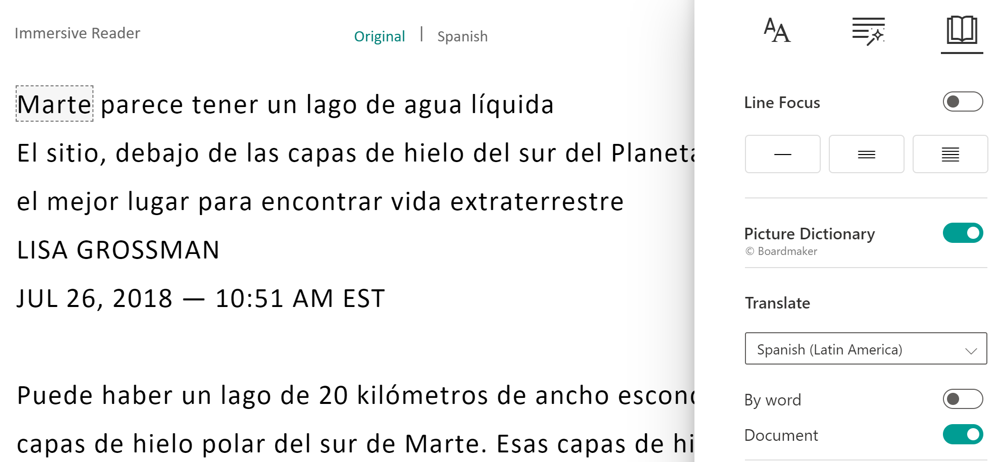 Immersive Reader
Original | Spanish
Marte parece tener un lago de agua líquida
El sitio, debajo de las capas de hielo del sur del Planeta
el mejor lugar para encontrar vida extraterrestre
LISA GROSSMAN
JUL 26, 2018 — 10:51 AM EST
Puede haber un lago de 20 kilómetros de ancho
capas de hielo polar del sur de Marte. Esas capas de
AA
Line Focus
Picture Dictionary
© Boardmaker
Translate
Spanish (Latin America)
By word
Document